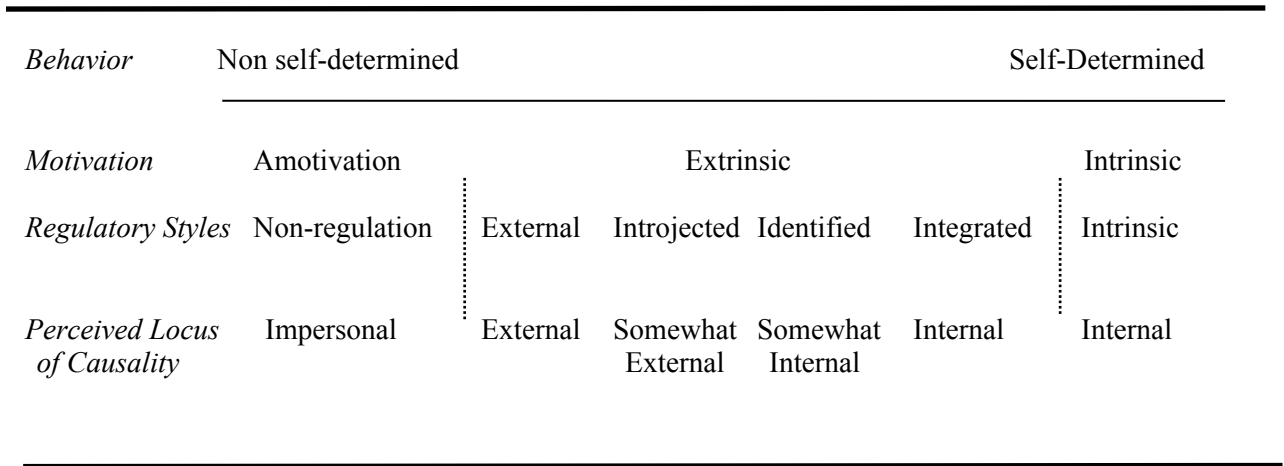 Behavior Non self-determined Self-Determined
Motivation Amotivation Extrinsic Intrinsic
Regulatory Styles Non-regulation External Introjected Identified Integrated Intrinsic
Perceived Locus Impersonal External Somewhat Somewhat Internal Internal
of Causality External Internal